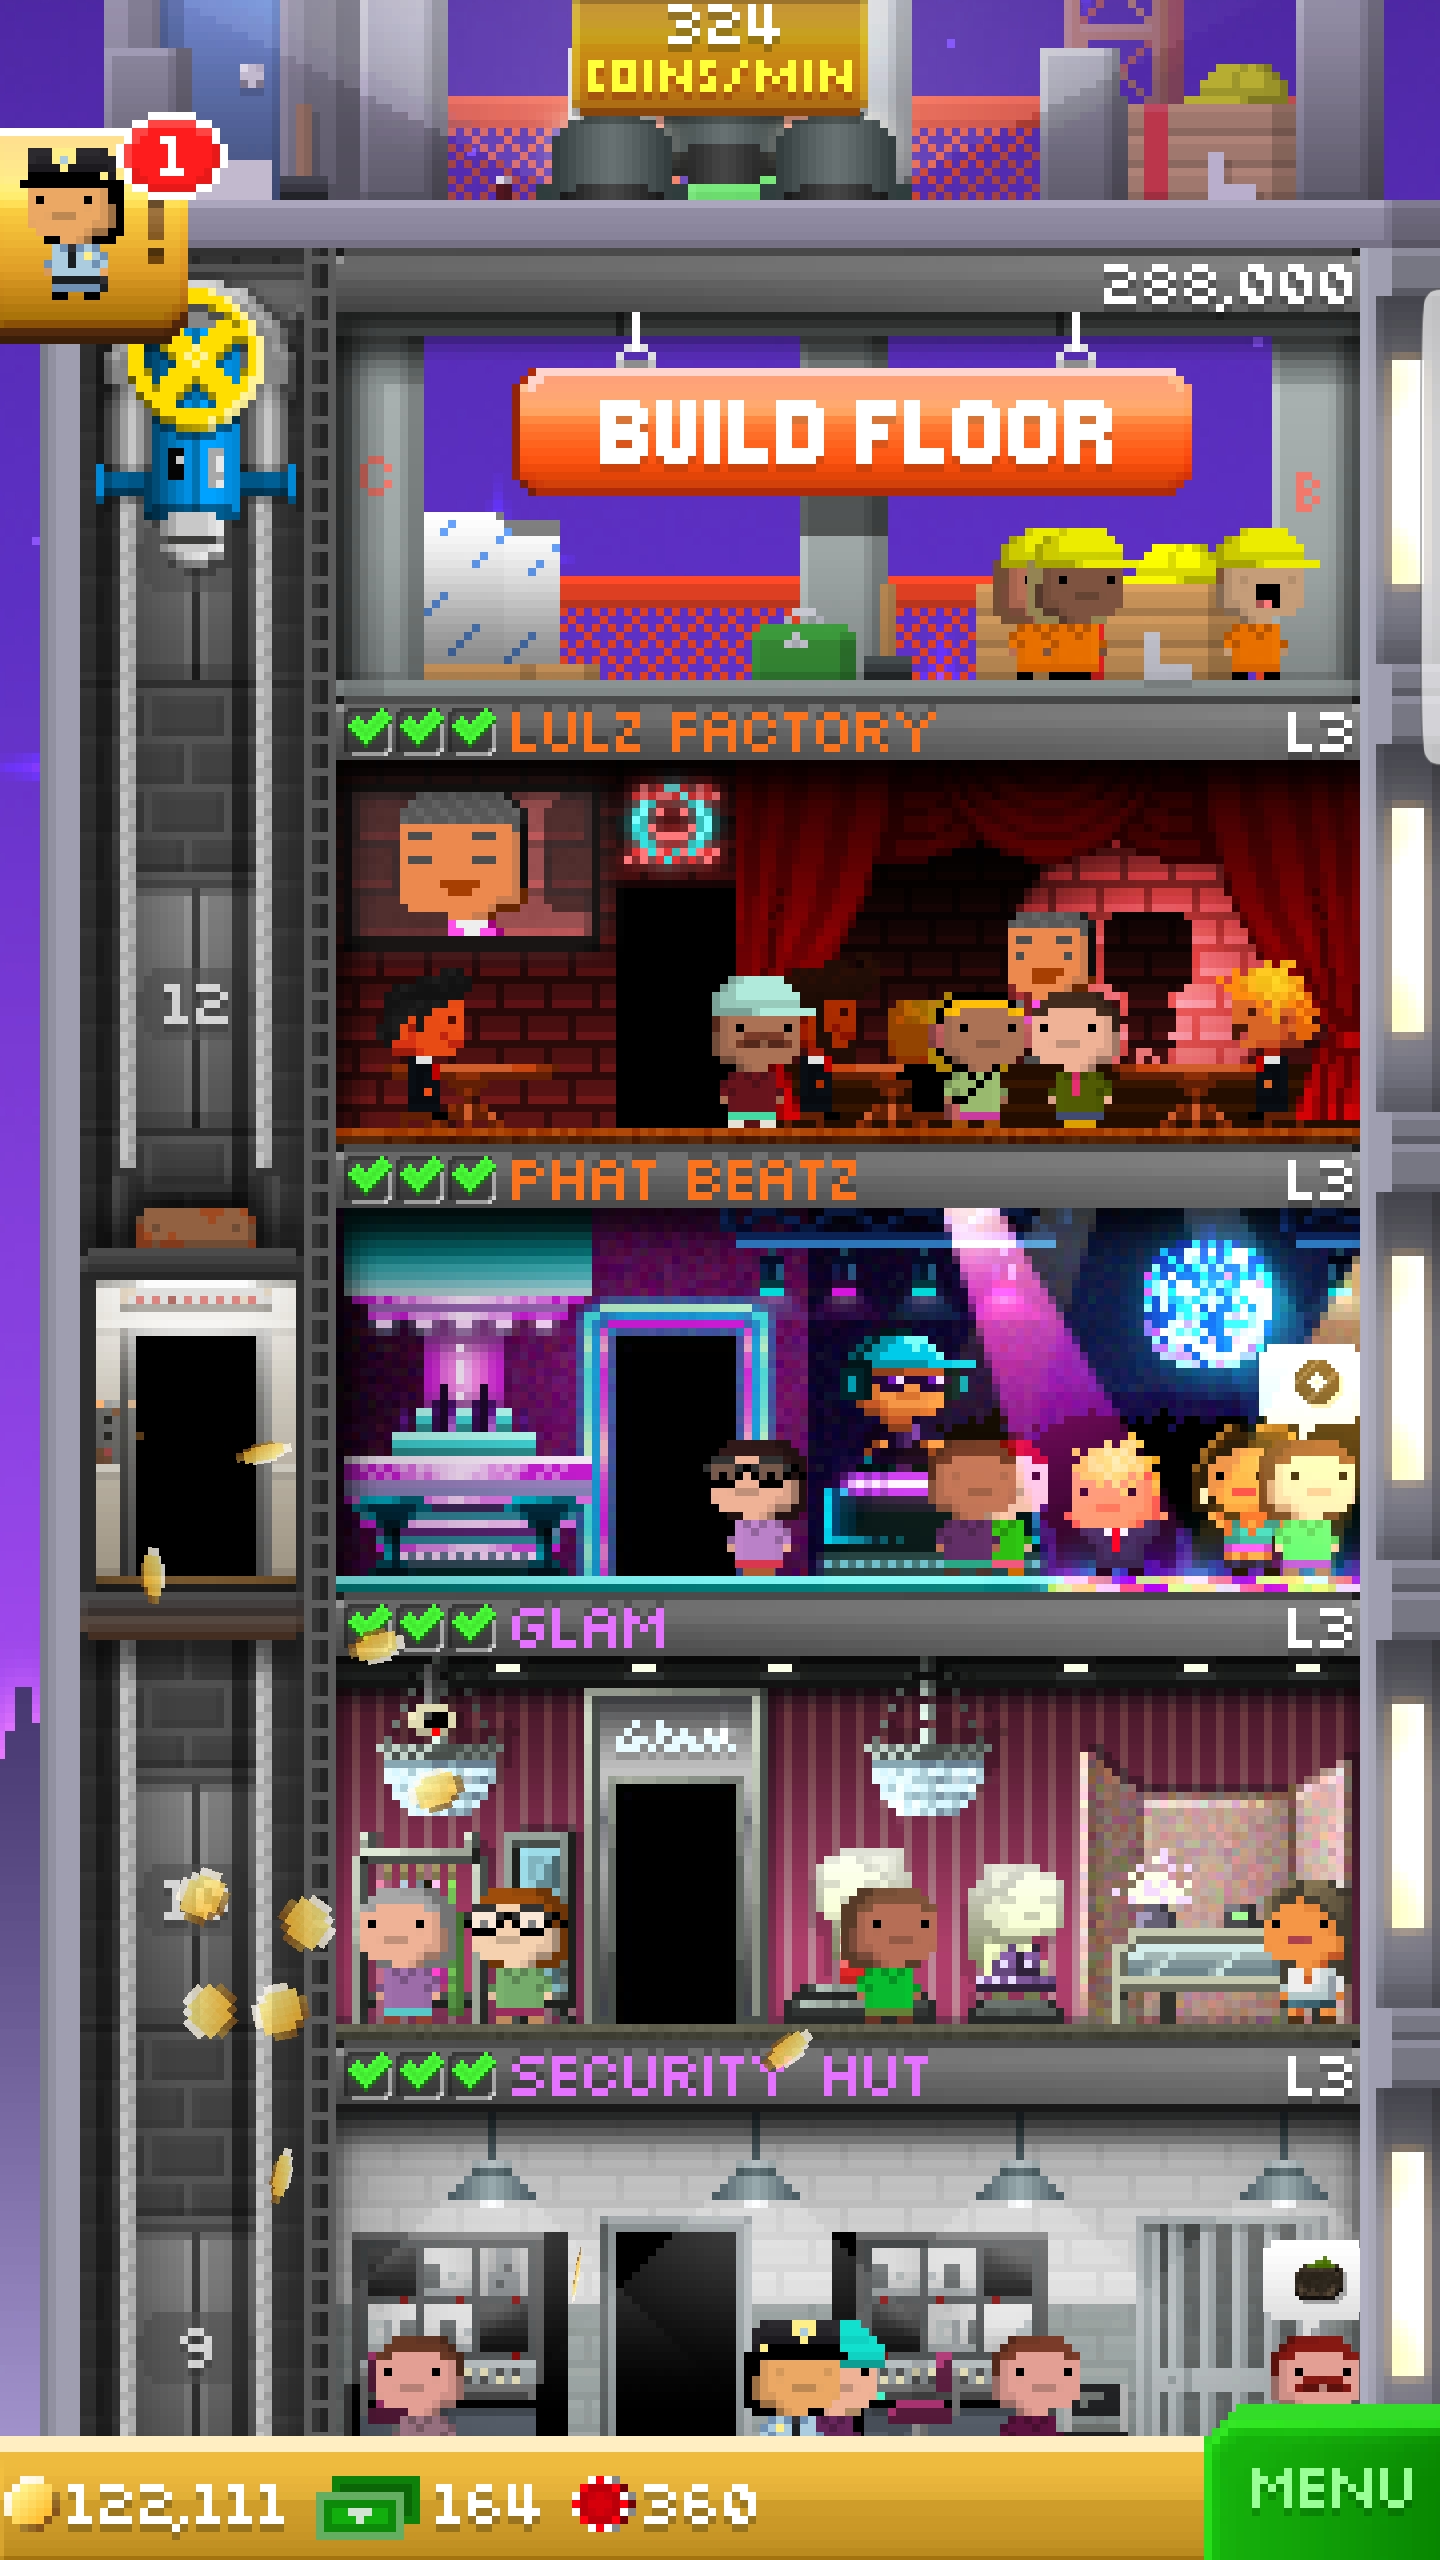 324
COINS/MIN
1
288,000
BUILD FLOOR
C
B
LULZ FACTORY
L3
12
PHAT BEATZ
L3
GLAM
L3
Glam
SECURITY HUT
L3
9
122,111
164
360
MENU